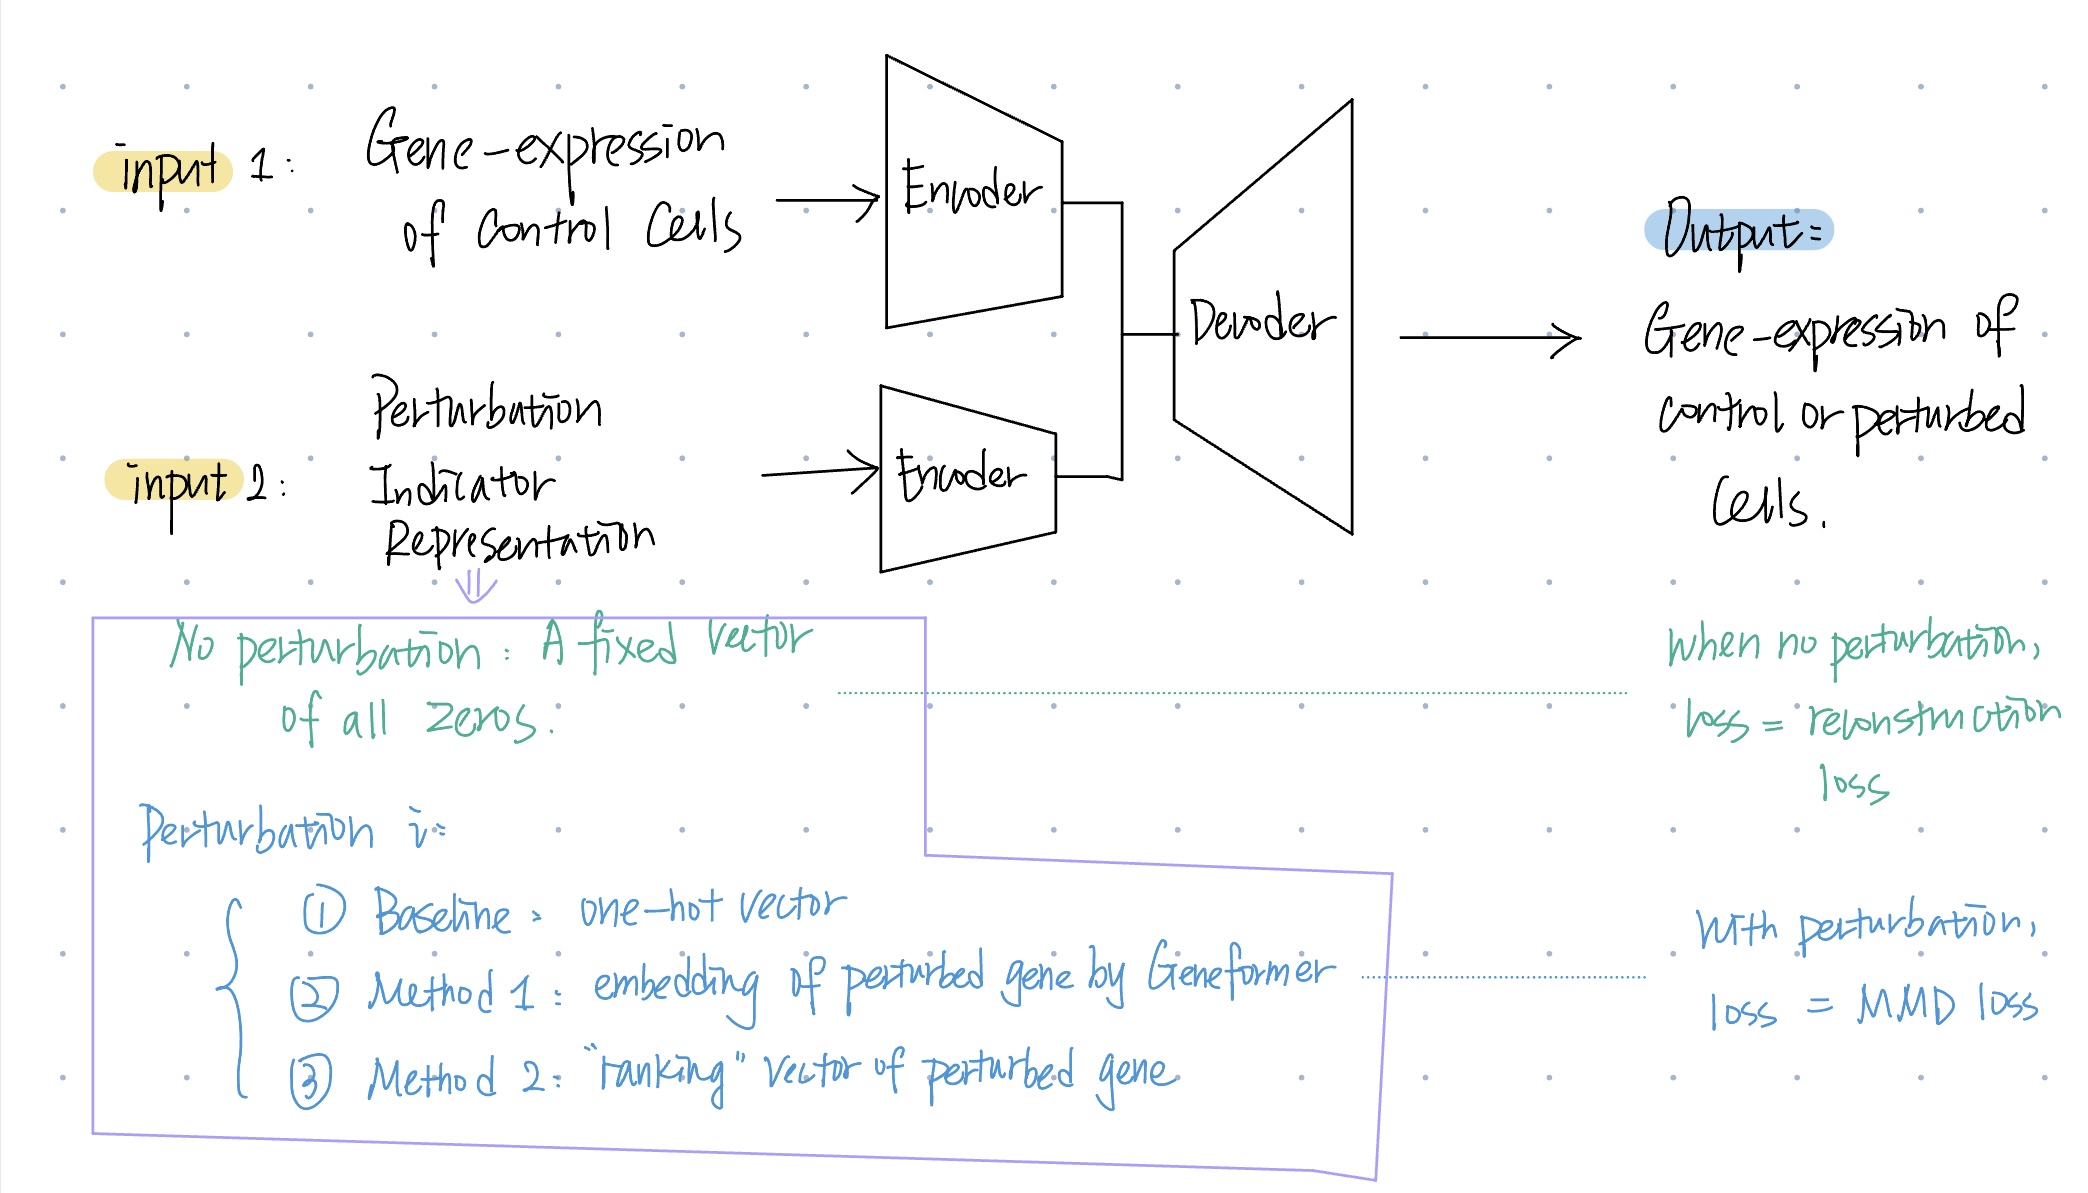 input 1: Gene-expression
of control cells
Encoder
Decoder
input 2: Perturbation
Indicator
Representation
Encoder
Output:
Gene-expression of
control or perturbed
cells.
No perturbation: A fixed vector
of all zeros.
When no perturbation,
loss = reconstruction
loss
Perturbation i:
① Baseline: one-hot vector
② Method 1: embedding of perturbed gene by Geneformer
③ Method 2: "ranking" vector of perturbed gene
With perturbation,
loss = MMD loss